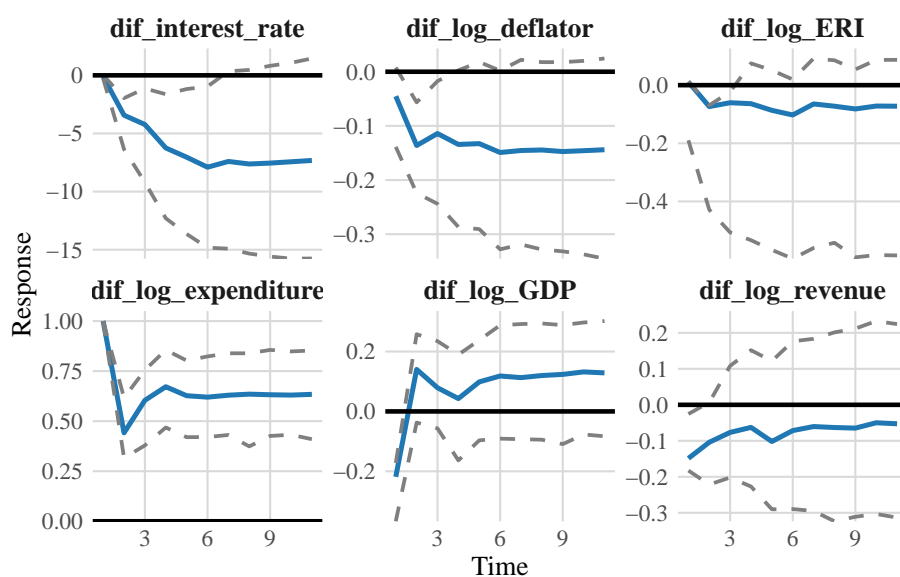 dif_interest_rate dif_log_deflator dif_log_ERI
0 0.0 0.0
−5 −0.1 −0.2
−10 −0.2 −0.4
−15 −0.3
Response
dif_log_expenditure dif_log_GDP dif_log_revenue
1.00 0.2 0.2
0.75 0.0 0.1
0.50 −0.2 0.0
0.25 −0.1
0.00 −0.2
−0.3
3 6 9 3 6 9 3 6 9
Time